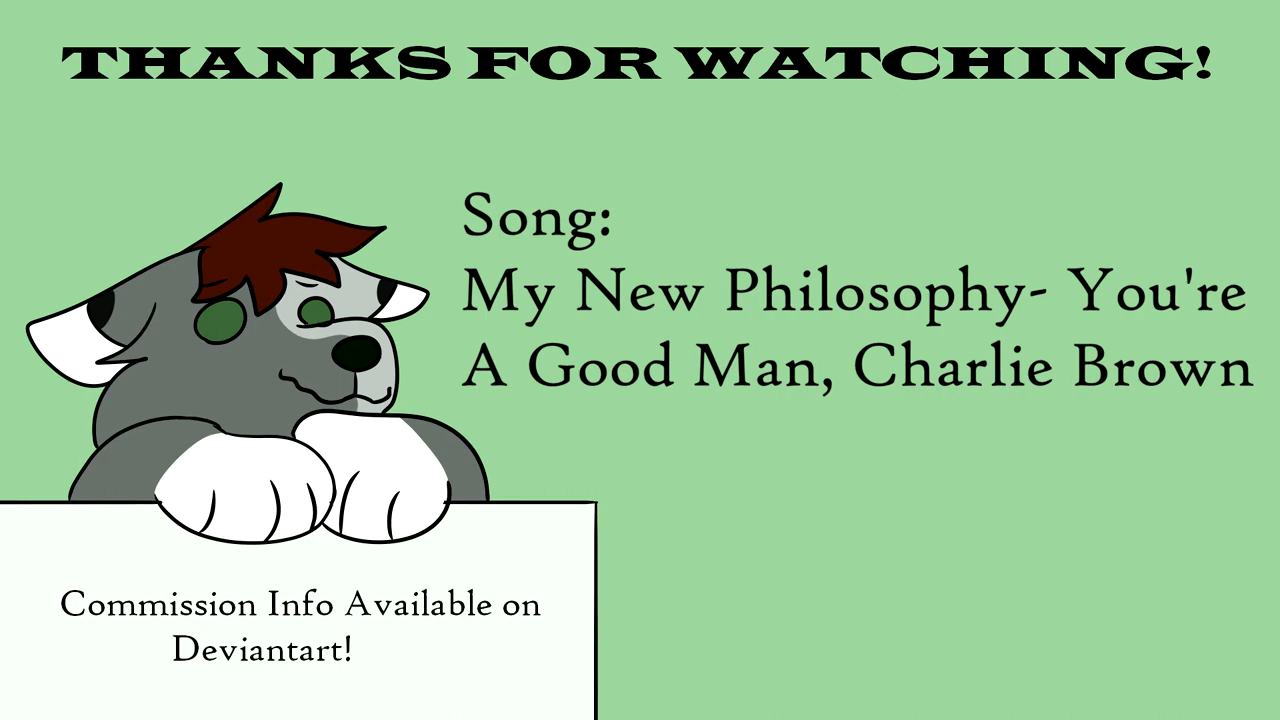 THANKS FOR WATCHING!
Song:
My New Philosophy- You're
A Good Man, Charlie Brown
Commission Info Available on
Deviantart!